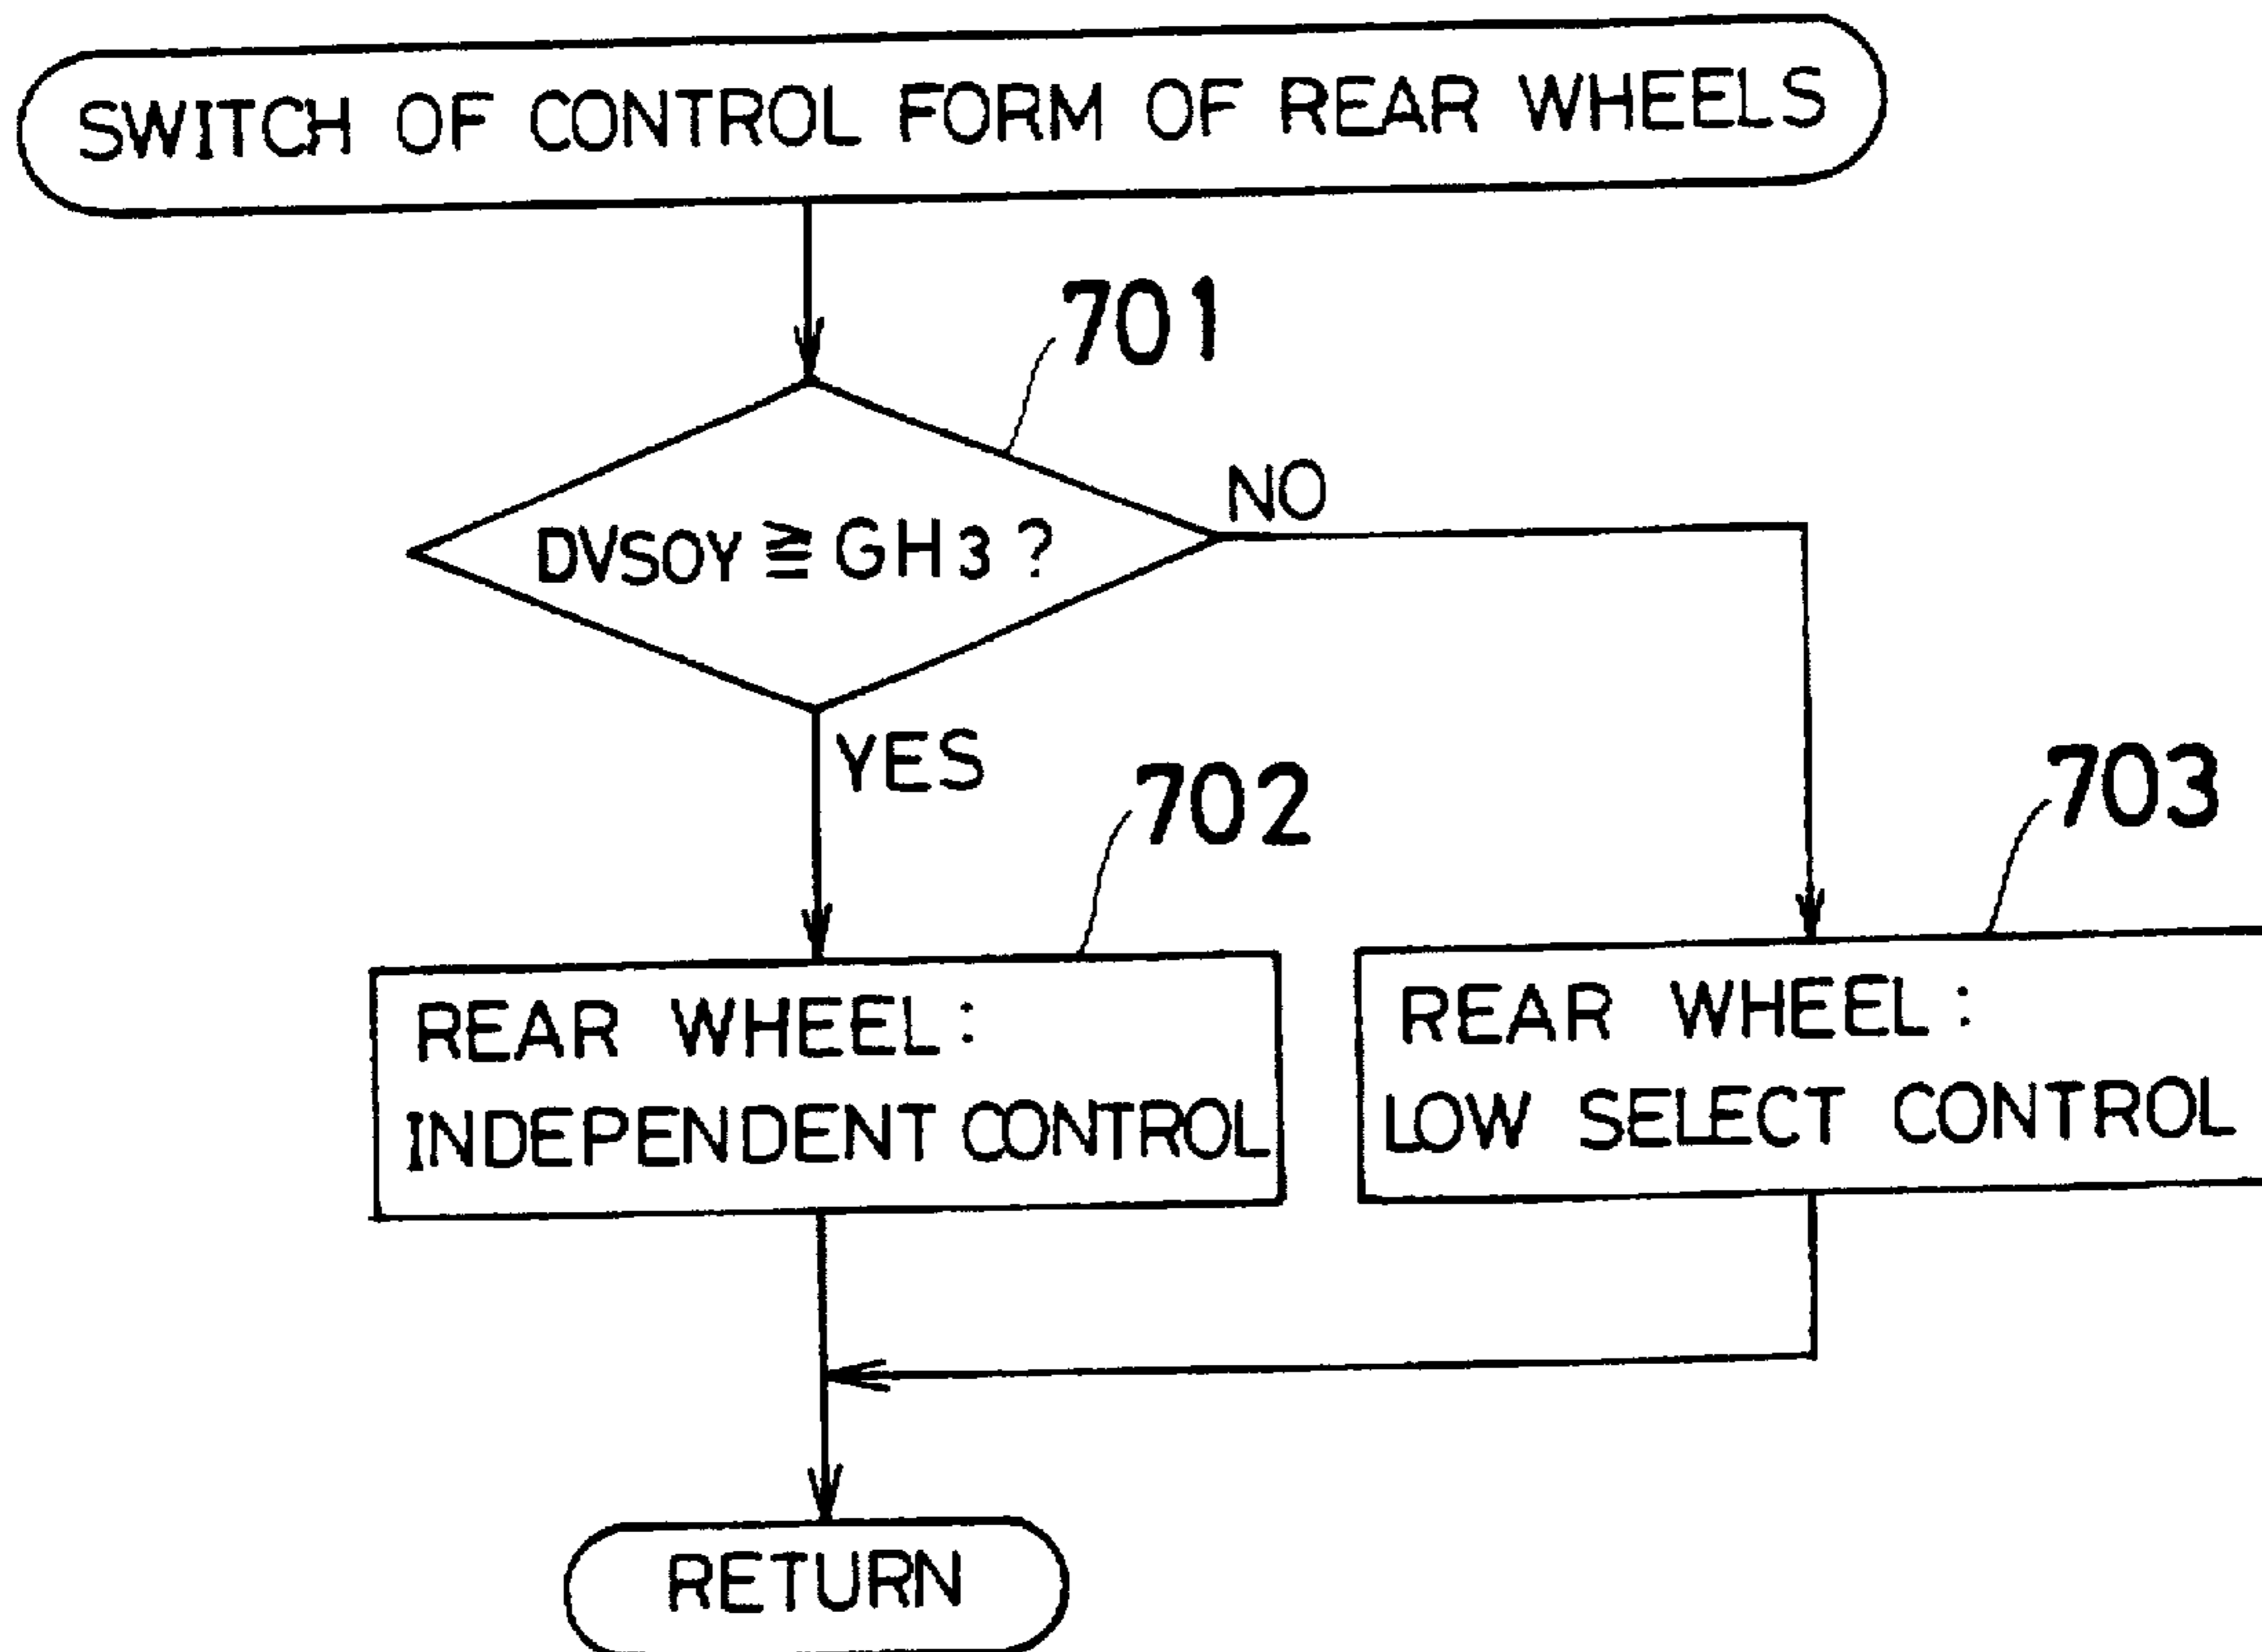 SWITCH OF CONTROL FORM OF REAR WHEELS
701
NO
DVSOY ≧ GH3 ?
YES
702
703
REAR WHEEL :
INDEPENDENT CONTROL
REAR WHEEL :
LOW SELECT CONTROL
RETURN